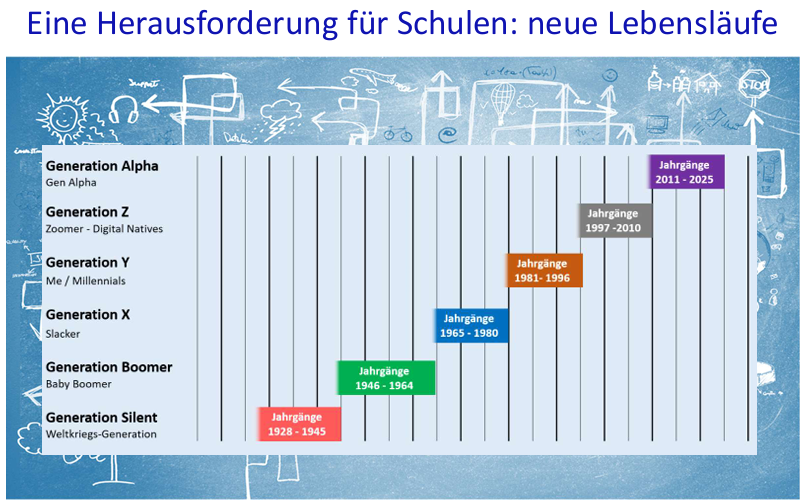 Eine Herausforderung für Schulen: neue Lebensläufe
Support
STOP
Generation Alpha
Gen Alpha
Jahrgänge
2011 - 2025
Generation Z
Zoomer - Digital Natives
Jahrgänge
1997 -2010
Generation Y
Me / Millennials
Jahrgänge
1981- 1996
Generation X
Slacker
Jahrgänge
1965 - 1980
Generation Boomer
Baby Boomer
Jahrgänge
1946 - 1964
Generation Silent
Weltkriegs-Generation
Jahrgänge
1928 - 1945